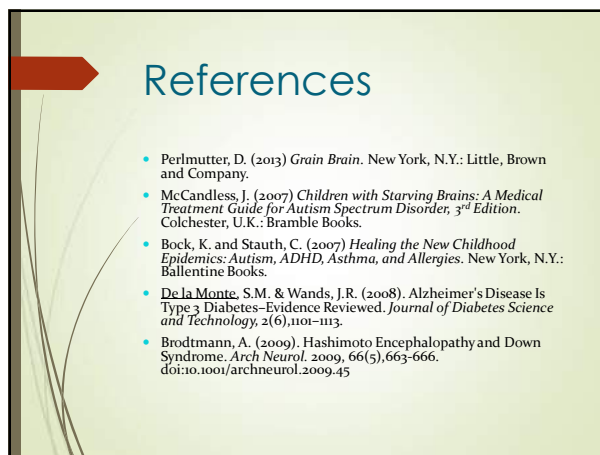 References
• Perlmutter, D. (2013) Grain Brain. New York, N.Y.: Little, Brown
and Company.
• McCandless, J. (2007) Children with Starving Brains: A Medical
Treatment Guide for Autism Spectrum Disorder, 3rd Edition.
Colchester, U.K.: Bramble Books.
• Bock, K. and Stauth, C. (2007) Healing the New Childhood
Epidemics: Autism, ADHD, Asthma, and Allergies. New York, N.Y.:
Ballentine Books.
• De la Monte, S.M. & Wands, J.R. (2008). Alzheimer's Disease Is
Type 3 Diabetes–Evidence Reviewed. Journal of Diabetes Science
and Technology, 2(6),1101–1113.
• Brodtmann, A. (2009). Hashimoto Encephalopathy and Down
Syndrome. Arch Neurol. 2009, 66(5),663-666.
doi:10.1001/archneurol.2009.45